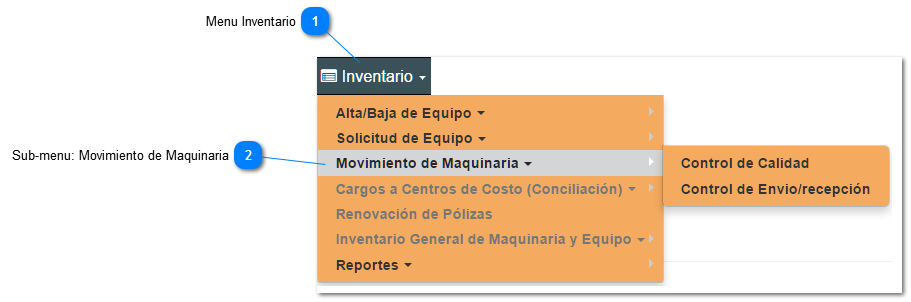 Menu Inventario 1
Inventario
Alta/Baja de Equipo
Solicitud de Equipo
Sub-menu: Movimiento de Maquinaria 2
Movimiento de Maquinaria
Control de Calidad
Cargos a Centros de Costo (Conciliación)
Control de Envio/recepción
Renovación de Pólizas
Inventario General de Maquinaria y Equipo
Reportes